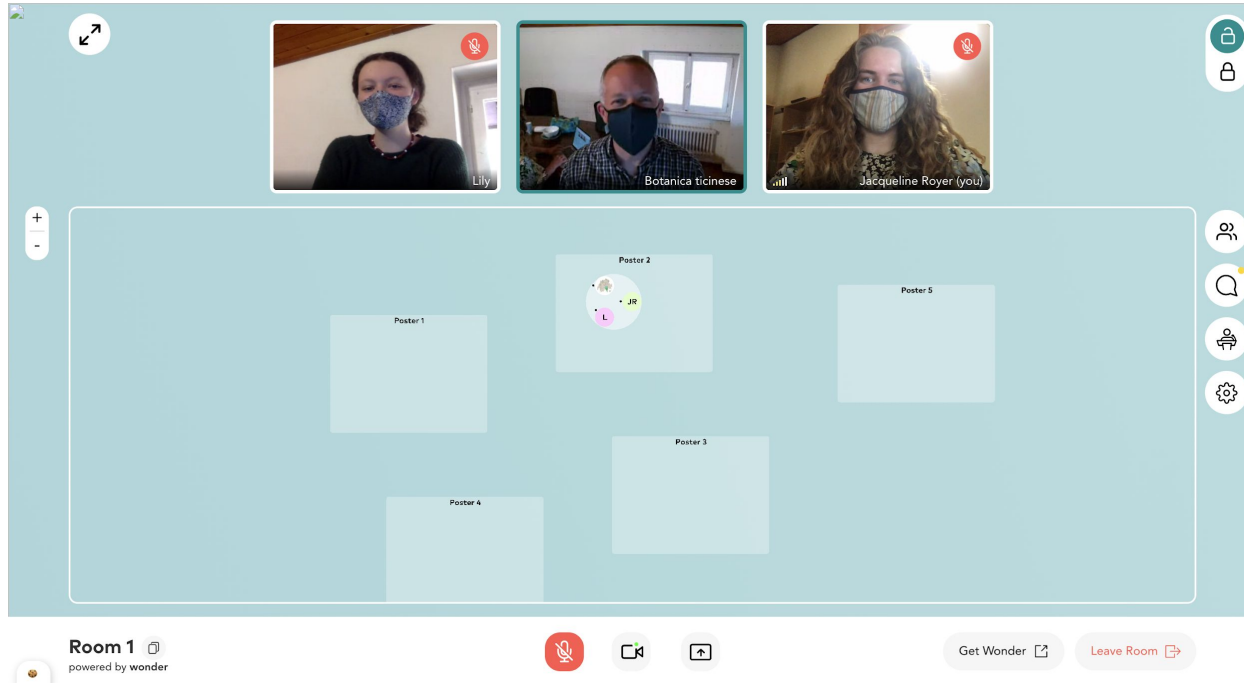 Lily
Botanica ticinese
Jacqueline Royer (you)
+
-
Poster 2
JR
L
Poster 5
Poster 1
Poster 3
Poster 4
Room 1
powered by wonder
Get Wonder
Leave Room